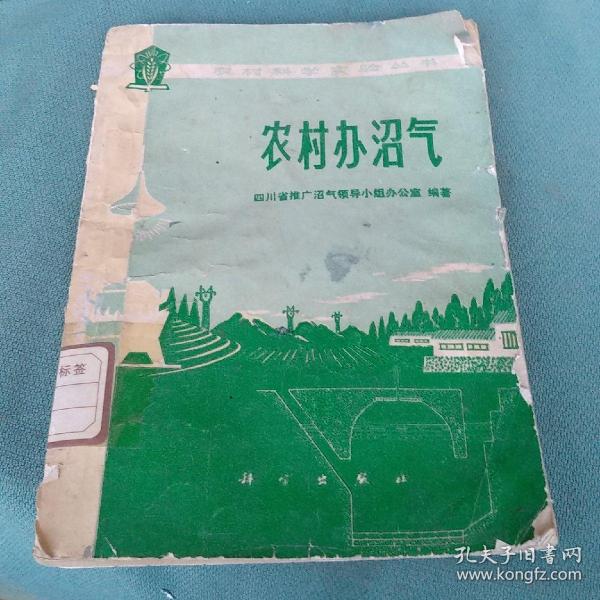 农村科学实验丛书
农村办沼气
四川省推广沼气领导小组办公室 编著
标签
科学出版社
孔夫子旧书网
www.kongfz.com